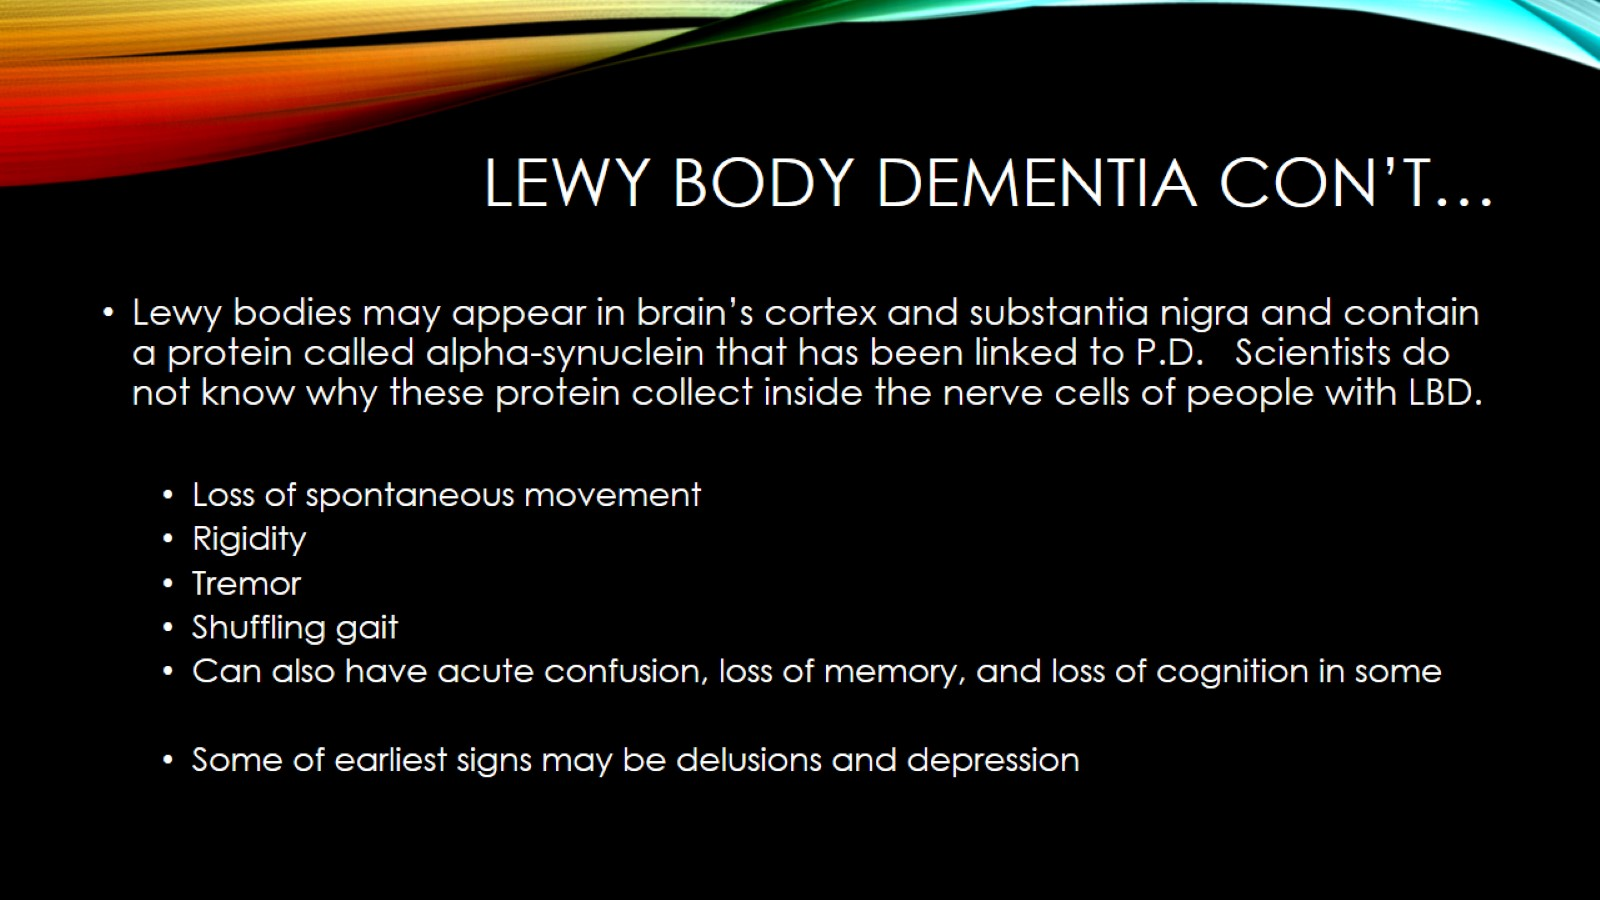 LEWY BODY DEMENTIA CON’T…
• Lewy bodies may appear in brain’s cortex and substantia nigra and contain
a protein called alpha-synuclein that has been linked to P.D.   Scientists do
not know why these protein collect inside the nerve cells of people with LBD.
• Loss of spontaneous movement
• Rigidity
• Tremor
• Shuffling gait
• Can also have acute confusion, loss of memory, and loss of cognition in some
• Some of earliest signs may be delusions and depression